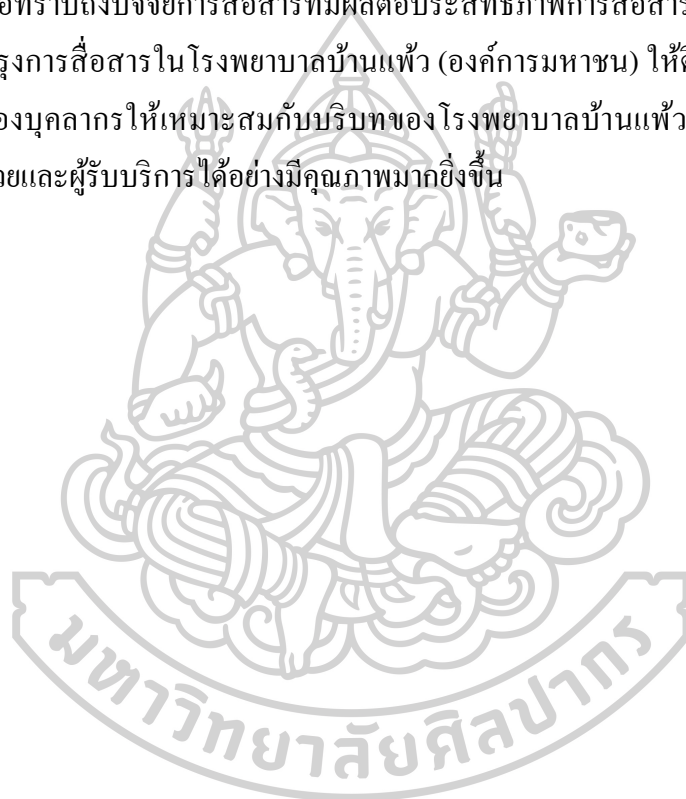 อทราบถึงปัจจัยการสื่อสารที่มีผลต่อประสิทธิภาพการสื่อสาร
รุงการสื่อสารในโรงพยาบาลบ้านแพ้ว (องค์การมหาชน) ให้ดี
องบุคลากรให้เหมาะสมกับบริบทของโรงพยาบาลบ้านแพ้ว
วยและผู้รับบริการได้อย่างมีคุณภาพมากยิ่งขึ้น
มหาวิทยาลัยศิลปากร